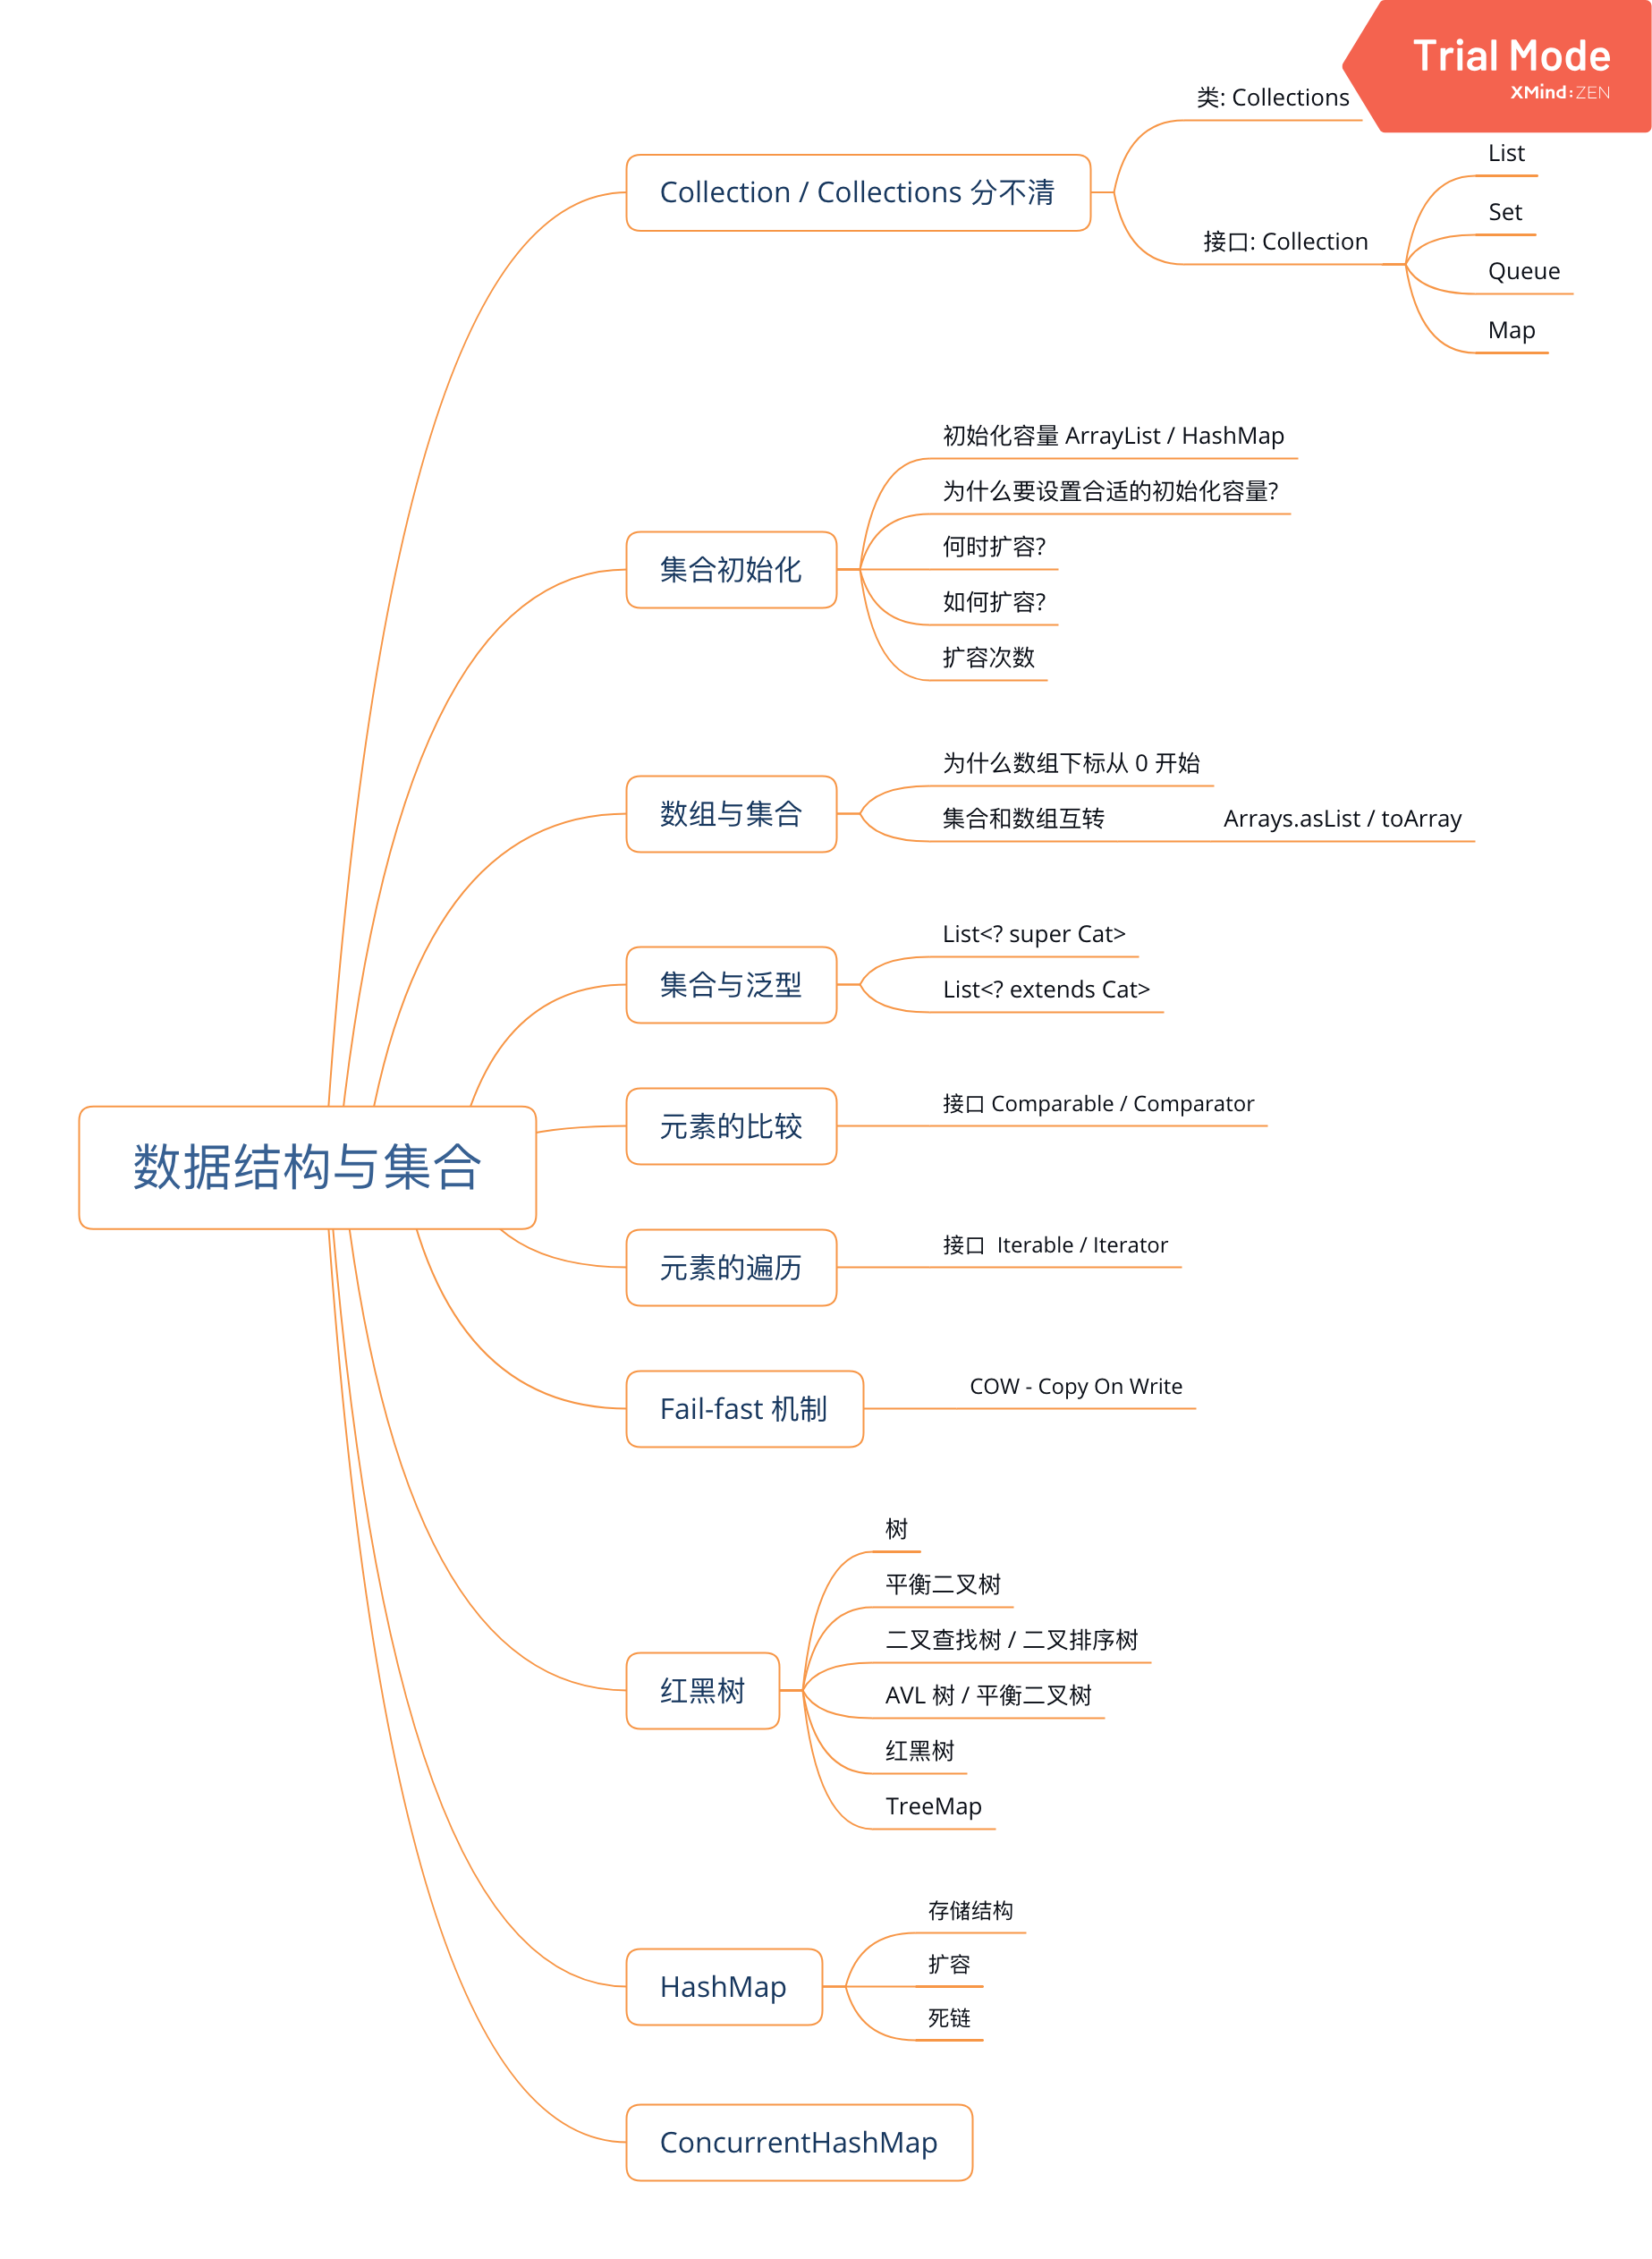 Trial Mode
XMind:ZEN
类: Collections
Collection / Collections 分不清
接口: Collection
List
Set
Queue
Map
集合初始化
初始化容量 ArrayList / HashMap
为什么要设置合适的初始化容量?
何时扩容?
如何扩容?
扩容次数
数组与集合
为什么数组下标从 0 开始
集合和数组互转
Arrays.asList / toArray
集合与泛型
List<? super Cat>
List<? extends Cat>
数据结构与集合
元素的比较
接口 Comparable / Comparator
元素的遍历
接口 Iterable / Iterator
Fail-fast 机制
COW - Copy On Write
红黑树
树
平衡二叉树
二叉查找树 / 二叉排序树
AVL 树 / 平衡二叉树
红黑树
TreeMap
HashMap
存储结构
扩容
死链
ConcurrentHashMap